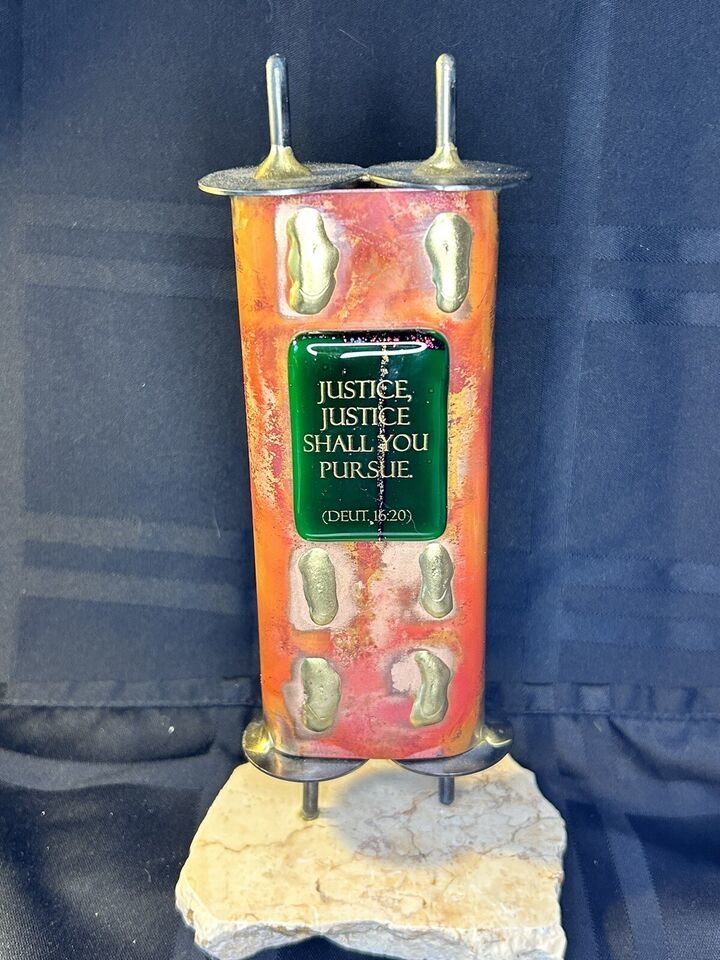 JUSTICE,
JUSTICE
SHALL YOU
PURSUE.
(DEUT. 16:20)